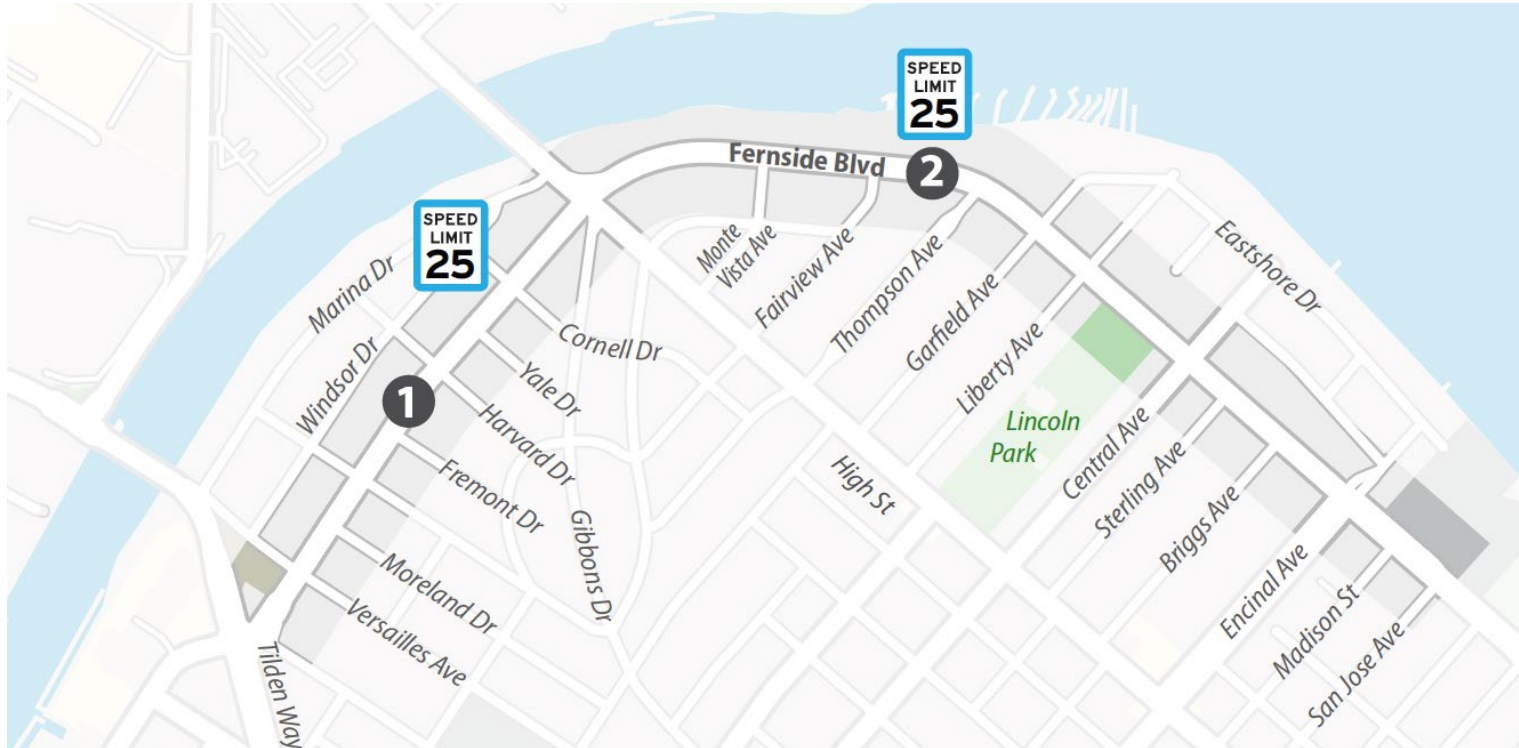 SPEED
LIMIT
25
Fernside Blvd
2
SPEED
LIMIT
25
1
Marina Dr
Windsor Dr
Cornell Dr
Yale Dr
Harvard Dr
Fremont Dr
Gibbons Dr
Moreland Dr
Versailles Ave
Tilden Way
Monte
Vista Ave
Fairview Ave
Thompson Ave
Garfield Ave
Liberty Ave
High St
Lincoln
Park
Eastshore Dr
Central Ave
Sterling Ave
Briggs Ave
Encinal Ave
Madison St
San Jose Ave